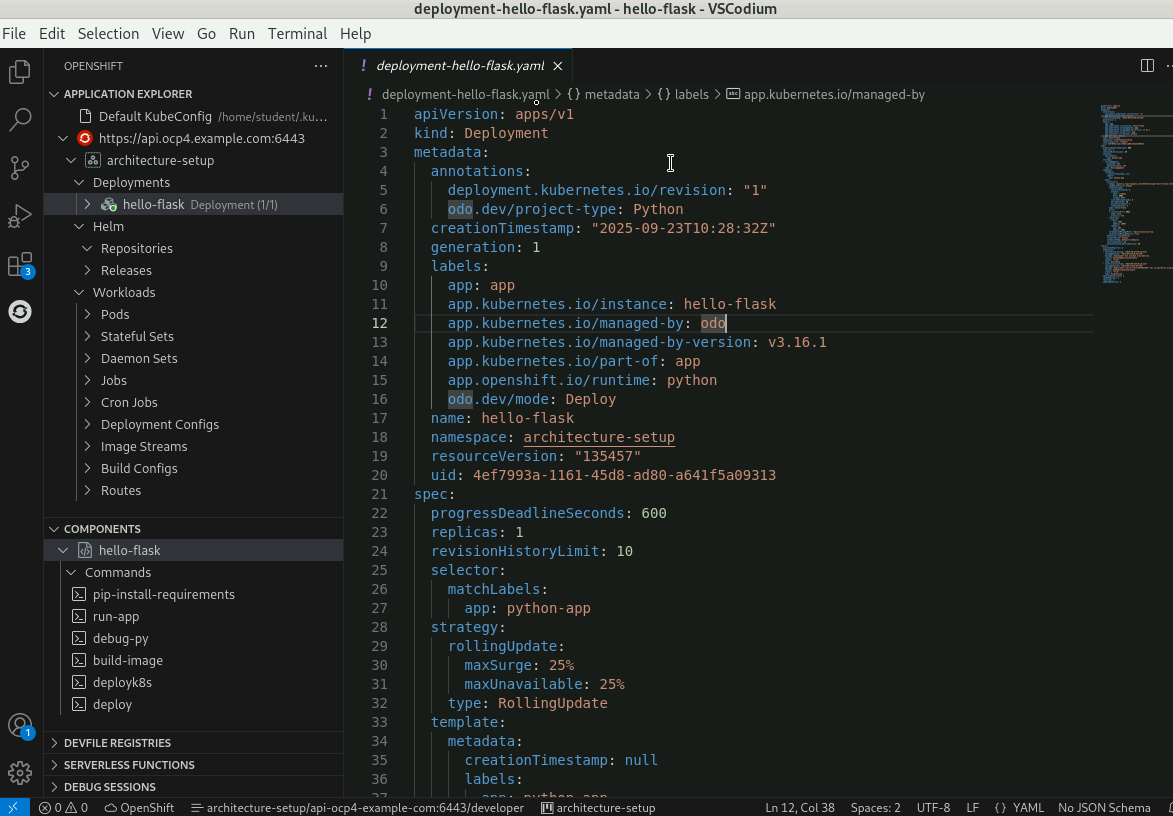 deployment-hello-flask.yaml - hello-flask - VSCodium
File Edit Selection View Go Run Terminal Help
OPENSHIFT
APPLICATION EXPLORER
Default KubeConfig /home/student/.ku...
https://api.ocp4.example.com:6443
architecture-setup
Deployments
hello-flask Deployment (1/1)
Helm
Repositories
Releases
Workloads
Pods
Stateful Sets
Daemon Sets
Jobs
Cron Jobs
Deployment Configs
Image Streams
Build Configs
Routes
COMPONENTS
hello-flask
Commands
pip-install-requirements
run-app
debug-py
build-image
deployk8s
deploy
DEVFILE REGISTRIES
SERVERLESS FUNCTIONS
DEBUG SESSIONS
3
1
! deployment-hello-flask.yaml
! deployment-hello-flask.yaml > {} metadata > {} labels > abc app.kubernetes.io/managed-by
1 apiVersion: apps/v1
2 kind: Deployment
3 metadata:
4 annotations:
5 deployment.kubernetes.io/revision: "1"
6 odo.dev/project-type: Python
7 creationTimestamp: "2025-09-23T10:28:32Z"
8 generation: 1
9 labels:
10 app: app
11 app.kubernetes.io/instance: hello-flask
12 app.kubernetes.io/managed-by: odo
13 app.kubernetes.io/managed-by-version: v3.16.1
14 app.kubernetes.io/part-of: app
15 app.openshift.io/runtime: python
16 odo.dev/mode: Deploy
17 name: hello-flask
18 namespace: architecture-setup
19 resourceVersion: "135457"
20 uid: 4ef7993a-1161-45d8-ad80-a641f5a09313
21 spec:
22 progressDeadlineSeconds: 600
23 replicas: 1
24 revisionHistoryLimit: 10
25 selector:
26 matchLabels:
27 app: python-app
28 strategy:
29 rollingUpdate:
30 maxSurge: 25%
31 maxUnavailable: 25%
32 type: RollingUpdate
33 template:
34 metadata:
35 creationTimestamp: null
36 labels:
37 app: python-app
0 0 OpenShift architecture-setup/api-ocp4-example-com:6443/developer architecture-setup Ln 12, Col 38 Spaces: 2 UTF-8 LF {} YAML No JSON Schema